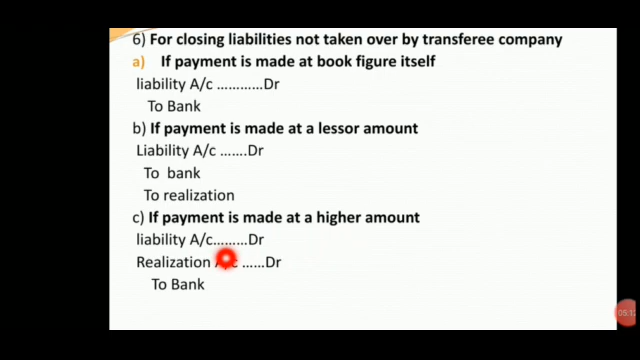 6) For closing liabilities not taken over by transferee company
a) If payment is made at book figure itself
liability A/c …………Dr
To Bank
b) If payment is made at a lessor amount
Liability A/c …….Dr
To bank
To realization
c) If payment is made at a higher amount
liability A/c………Dr
Realization ……Dr
To Bank